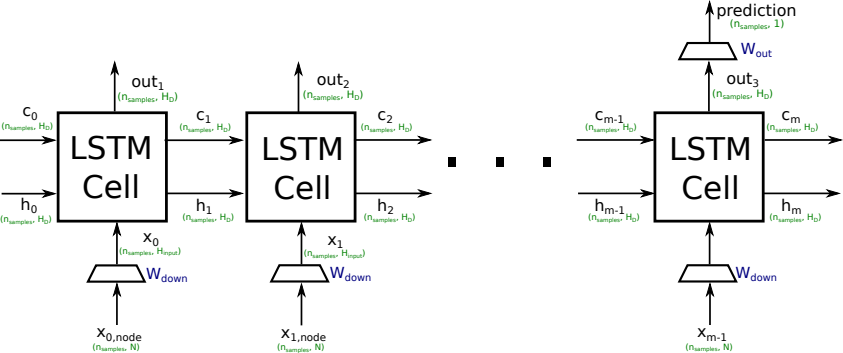 prediction
(n_samples, 1)
W_out
out_1
(n_samples, H_D)
out_2
(n_samples, H_D)
out_3
(n_samples, H_D)
c_0
(n_samples, H_D)
LSTM
Cell
c_1
(n_samples, H_D)
LSTM
Cell
c_2
(n_samples, H_D)
. . .
c_m-1
(n_samples, H_D)
LSTM
Cell
c_m
(n_samples, H_D)
h_0
(n_samples, H_D)
h_1
(n_samples, H_D)
h_2
(n_samples, H_D)
h_m-1
(n_samples, H_D)
h_m
(n_samples, H_D)
x_0
(n_samples, H_input)
x_1
(n_samples, H_input)
W_down
W_down
W_down
x_0,node
(n_samples, N)
x_1,node
(n_samples, N)
x_m-1
(n_samples, N)